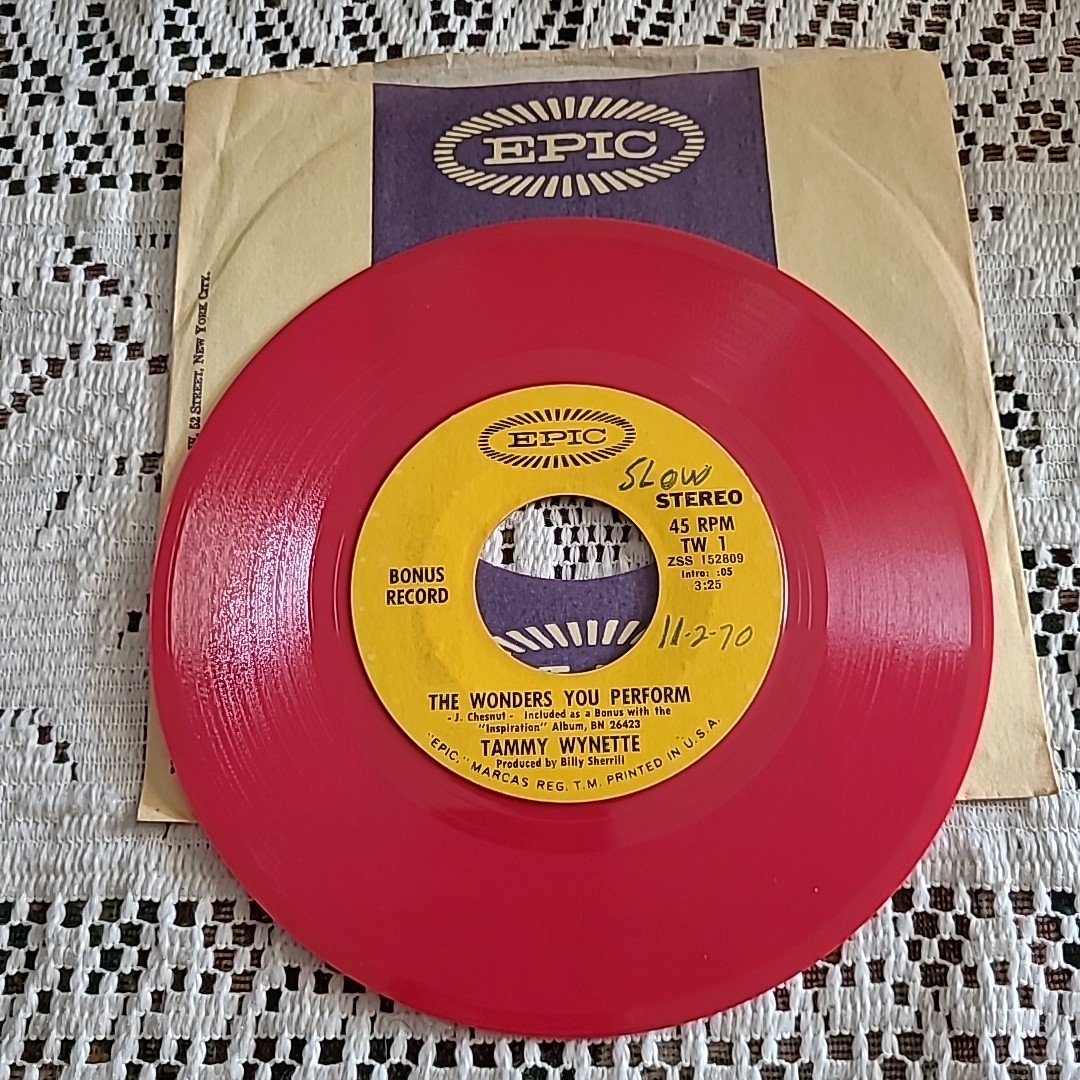 EPIC
52 STREET, NEW YORK CITY.
EPIC
SLOW
STEREO
45 RPM
TW 1
ZSS 152809
Intro: :05
3:25
BONUS
RECORD
11-2-70
THE WONDERS YOU PERFORM
- J. Chesnut - Included as a Bonus with the
"Inspiration" Album, BN 26423
TAMMY WYNETTE
Produced by Billy Sherrill
"EPIC," MARCAS REG. T.M. PRINTED IN U.S.A.